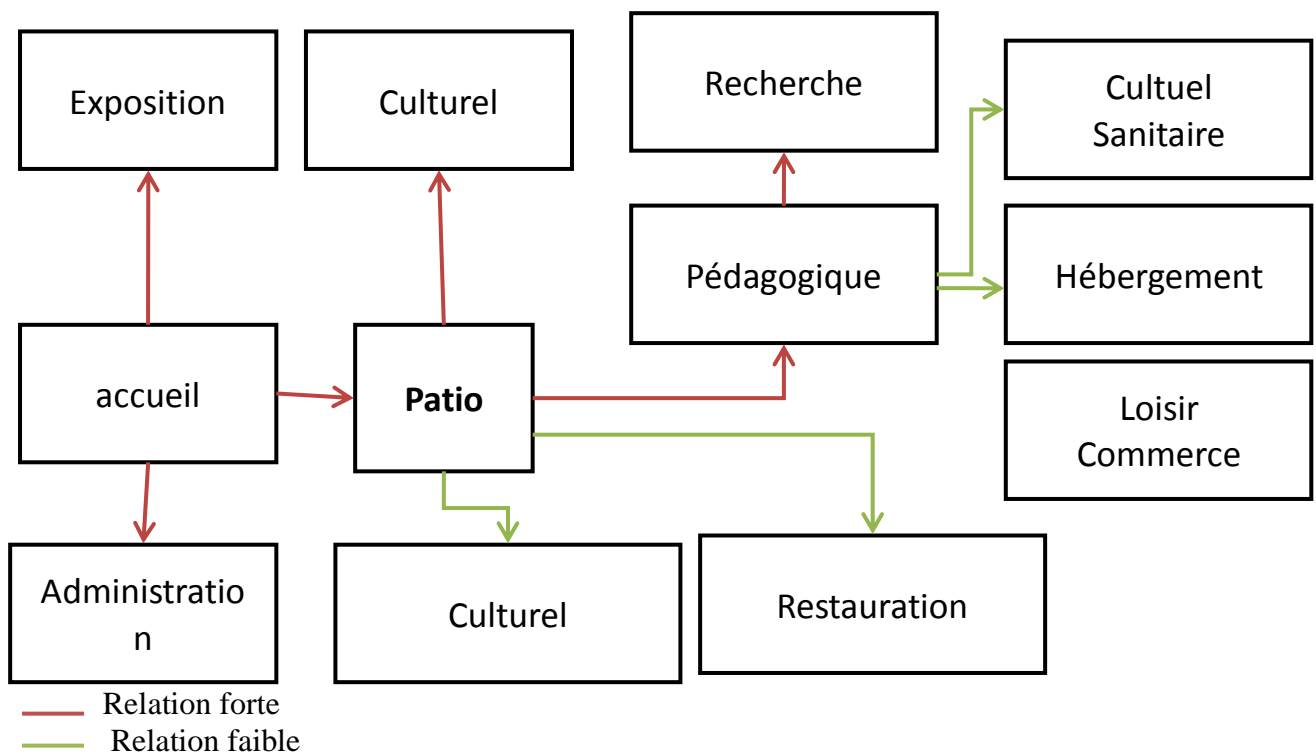 Exposition
Culturel
Recherche
Cultuel
Sanitaire
Pédagogique
Hébergement
accueil
Patio
Loisir
Commerce
Administratio
n
Culturel
Restauration
Relation forte
Relation faible